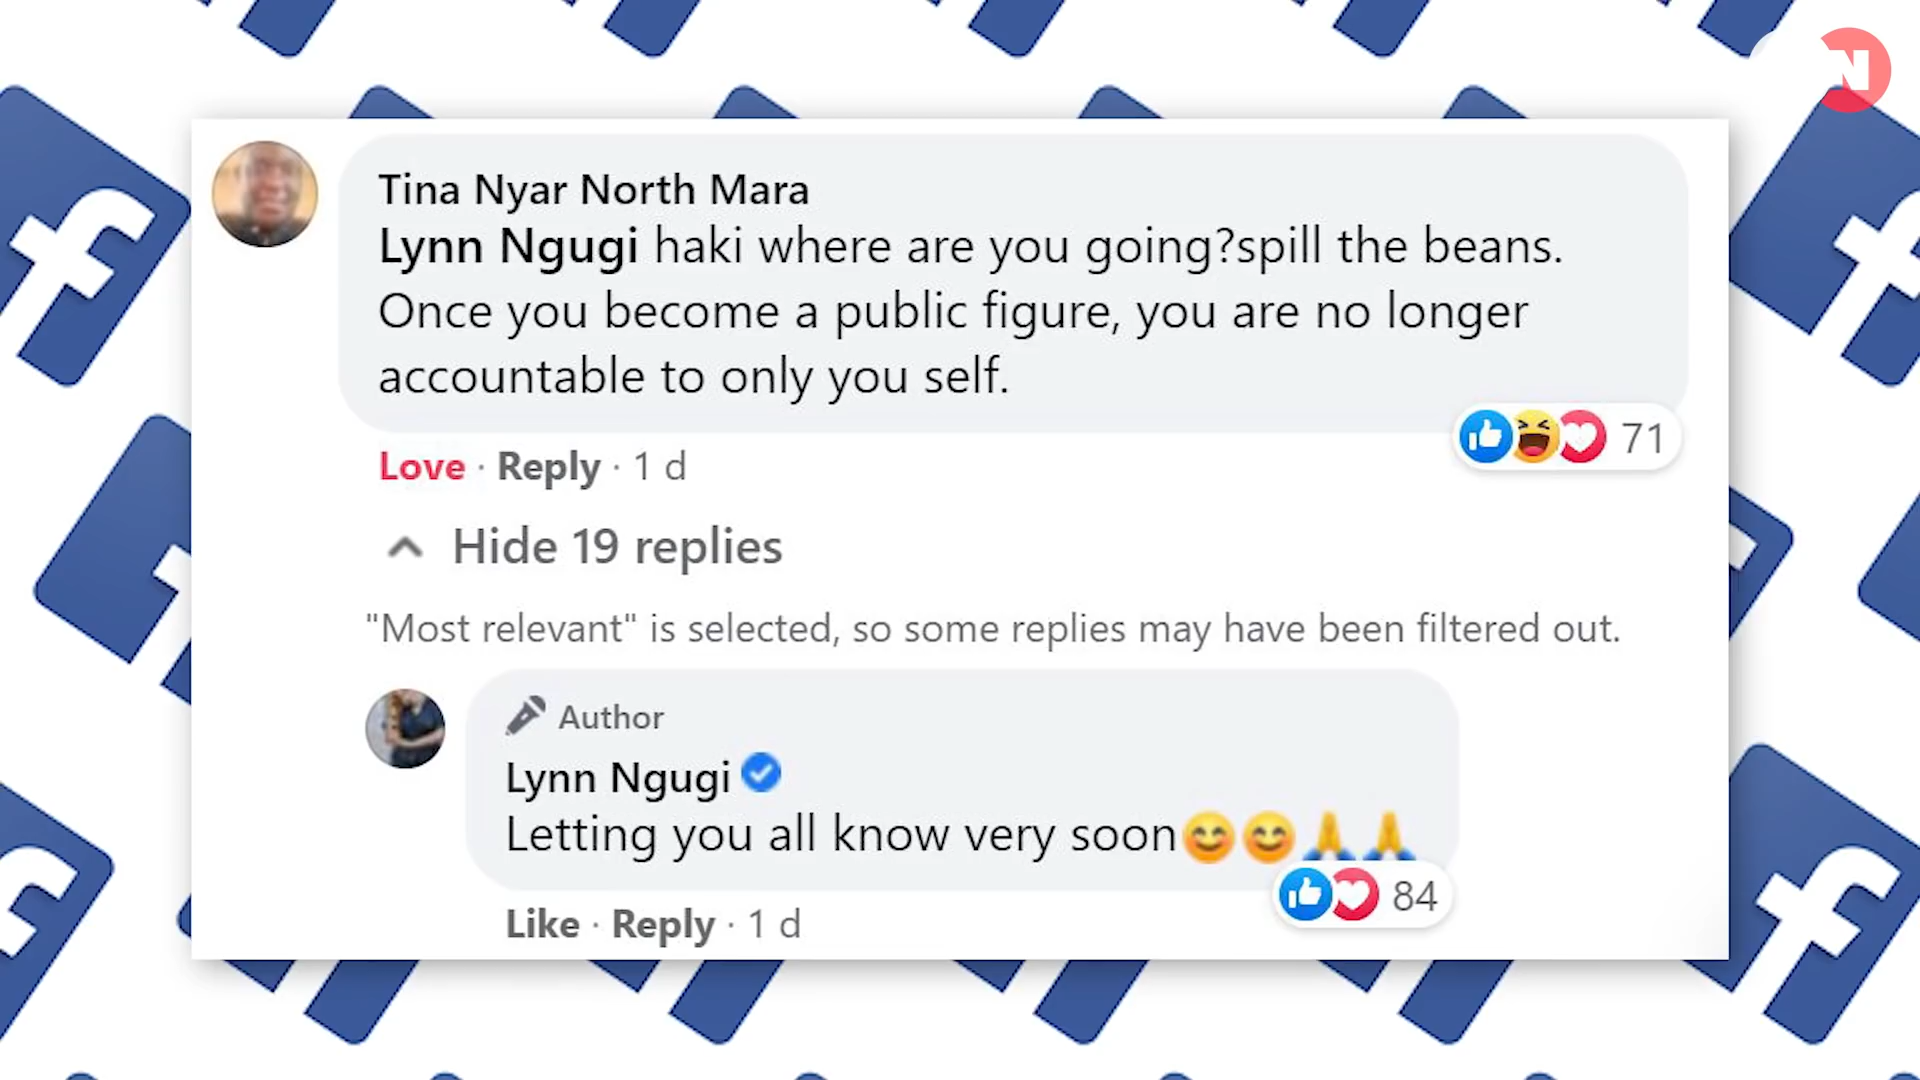 N
Tina Nyar North Mara
Lynn Ngugi haki where are you going?spill the beans.
Once you become a public figure, you are no longer
accountable to only you self.
71
Love · Reply · 1 d
Hide 19 replies
"Most relevant" is selected, so some replies may have been filtered out.
Author
Lynn Ngugi
Letting you all know very soon😊😊🙏🙏
84
Like · Reply · 1 d